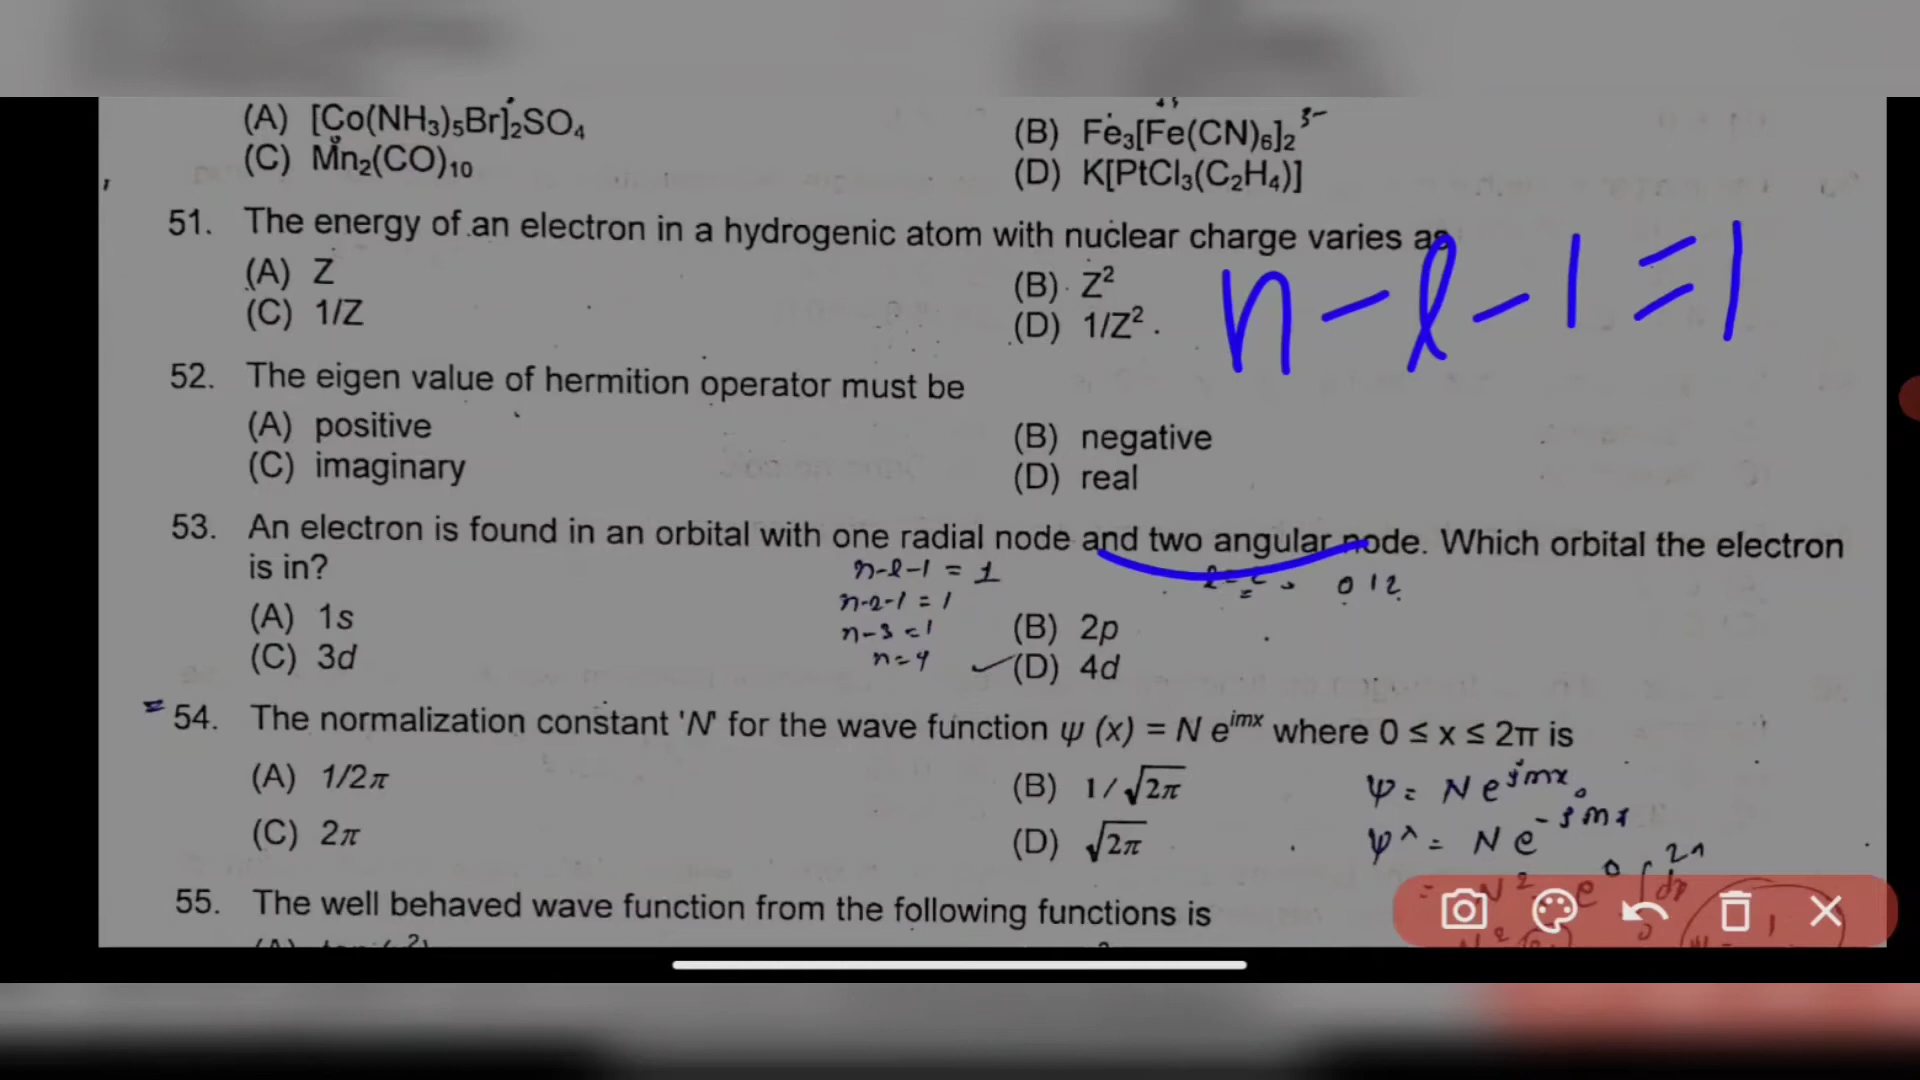 (A) [Co(NH3)5Br]2SO4
(B) Fe3[Fe(CN)6]2 3-
(C) Mn2(CO)10
(D) K[PtCl3(C2H4)]
51. The energy of an electron in a hydrogenic atom with nuclear charge varies as
(A) Z
(B) Z²
(C) 1/Z
(D) 1/Z²
n-l-1=1
52. The eigen value of hermition operator must be
(A) positive
(B) negative
(C) imaginary
(D) real
53. An electron is found in an orbital with one radial node and two angular node. Which orbital the electron
is in?
n-l-1 = 1
0 1 2
n-2-1 = 1
(A) 1s
(B) 2p
n-3=1
(C) 3d
(D) 4d
n=4
54. The normalization constant 'N' for the wave function ψ (x) = N e^imx where 0 ≤ x ≤ 2π is
(A) 1/2π
(B) 1/√2π
ψ = N e^imx
(C) 2π
(D) √2π
55. The well behaved wave function from the following functions is